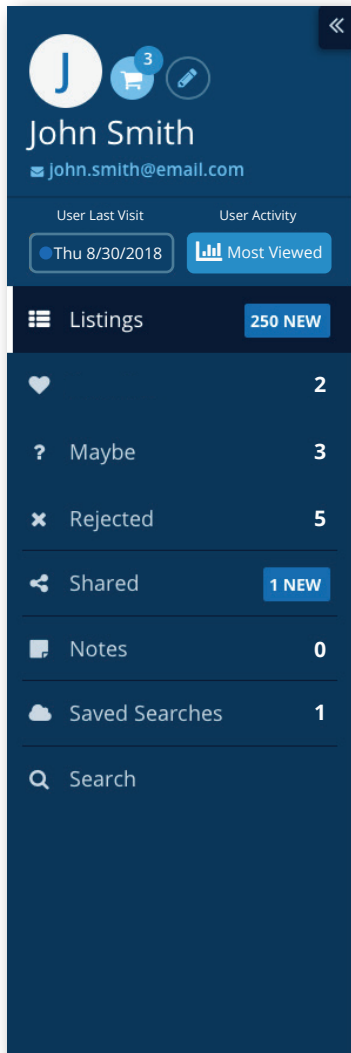 J
3
John Smith
john.smith@email.com
User Last Visit
User Activity
Thu 8/30/2018
Most Viewed
Listings
250 NEW
2
? Maybe
3
Rejected
5
Shared
1 NEW
Notes
0
Saved Searches
1
Search